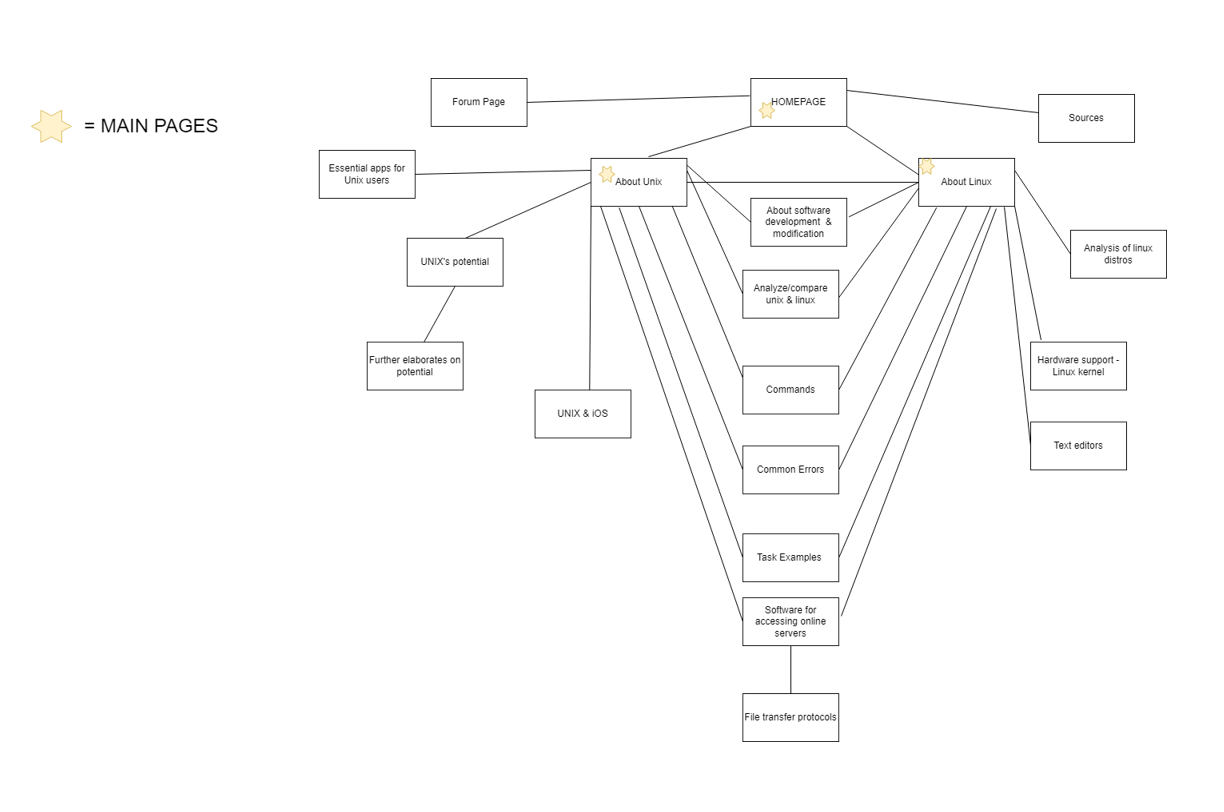 Forum Page
HOMEPAGE
Sources
= MAIN PAGES
Essential apps for
Unix users
About Unix
About Linux
About software
development  &
modification
UNIX's potential
Analysis of linux
distros
Analyze/compare
unix & linux
Further elaborates on
potential
Hardware support -
Linux kernel
Commands
UNIX & iOS
Text editors
Common Errors
Task Examples
Software for
accessing online
servers
File transfer protocols